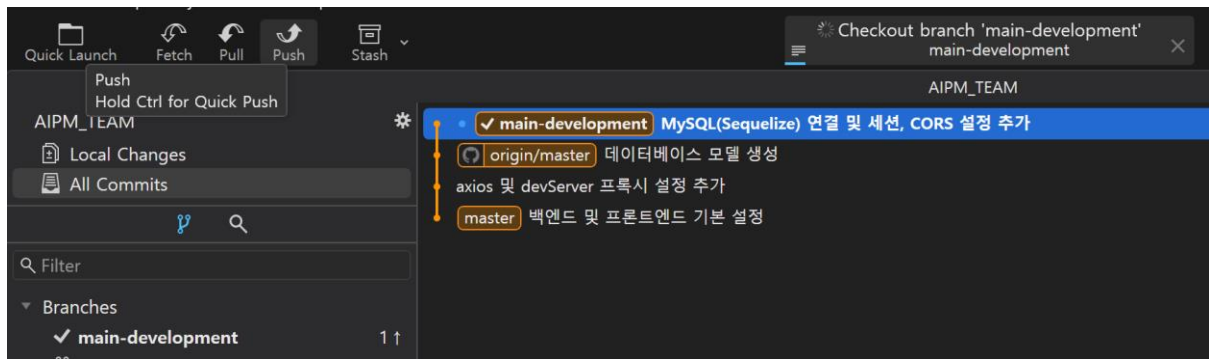 Quick Launch
Fetch
Pull
Push
Stash
Checkout branch 'main-development'
main-development
Push
Hold Ctrl for Quick Push
AIPM_TEAM
AIPM_TEAM
Local Changes
All Commits
Filter
Branches
main-development 1↑
main-development MySQL(Sequelize) 연결 및 세션, CORS 설정 추가
origin/master 데이터베이스 모델 생성
axios 및 devServer 프록시 설정 추가
master 백엔드 및 프론트엔드 기본 설정